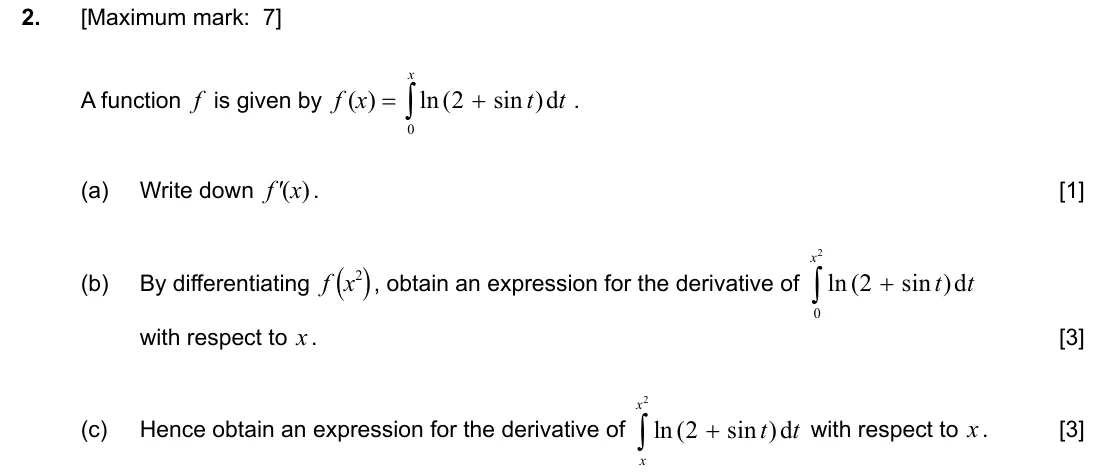 2. [Maximum mark: 7]
A function f is given by f(x) = ∫₀ˣ ln(2 + sin t) dt .
(a) Write down f′(x). [1]
(b) By differentiating f(x²), obtain an expression for the derivative of ∫₀^{x²} ln(2 + sin t) dt
with respect to x. [3]
(c) Hence obtain an expression for the derivative of ∫ₓ^{x²} ln(2 + sin t) dt with respect to x. [3]